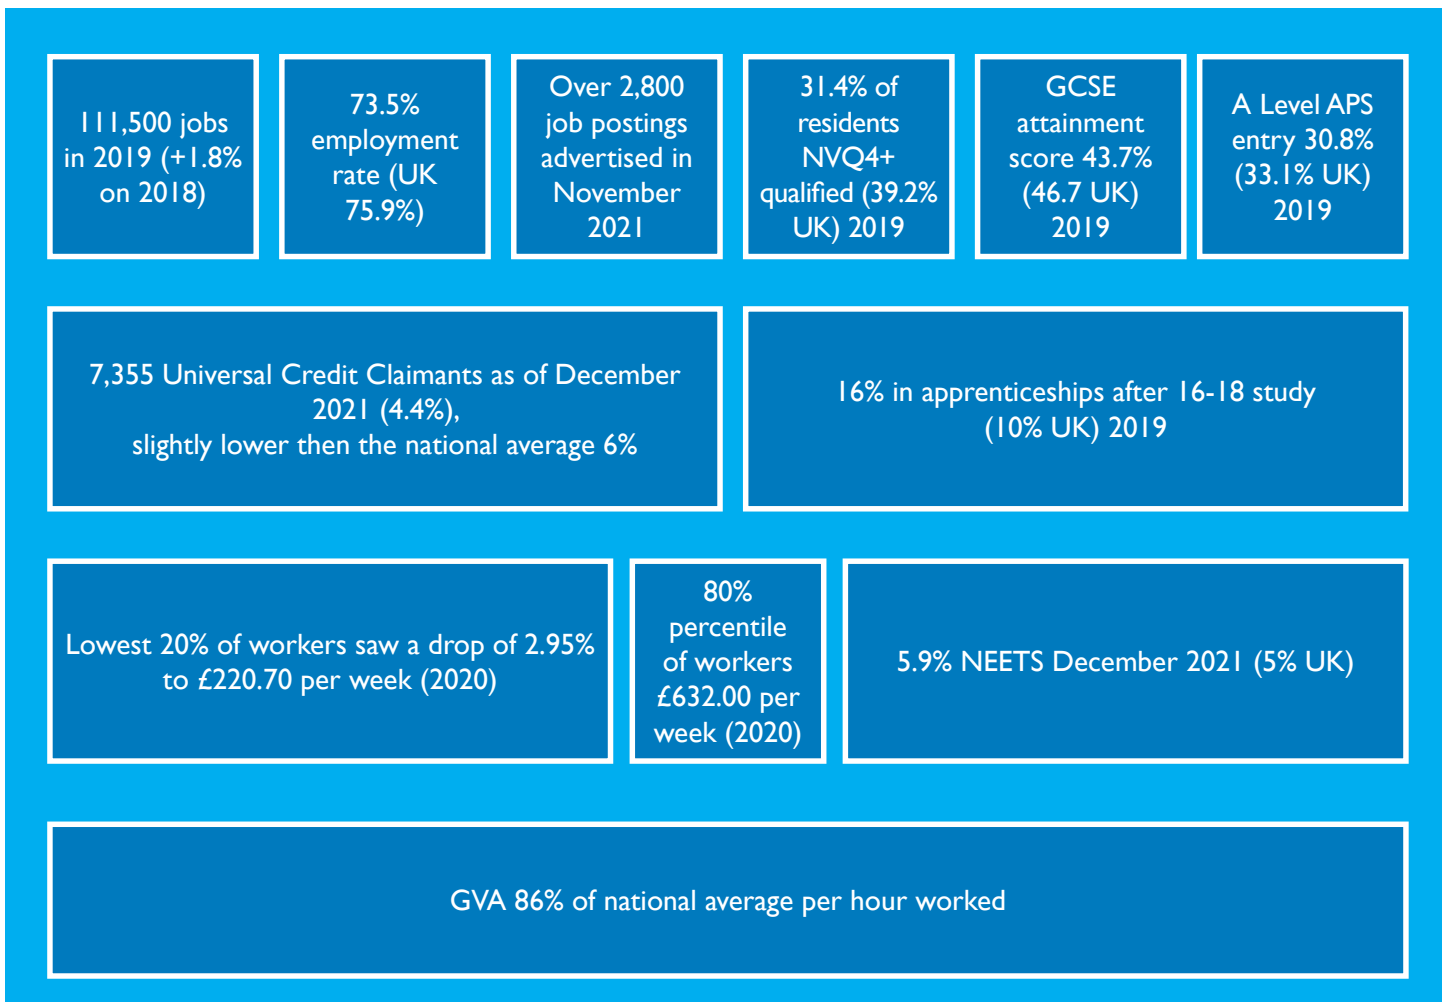 111,500 jobs
in 2019 (+1.8%
on 2018)
73.5%
employment
rate (UK
75.9%)
Over 2,800
job postings
advertised in
November
2021
31.4% of
residents
NVQ4+
qualified (39.2%
UK) 2019
GCSE
attainment
score 43.7%
(46.7 UK)
2019
A Level APS
entry 30.8%
(33.1% UK)
2019
7,355 Universal Credit Claimants as of December
2021 (4.4%),
slightly lower then the national average 6%
16% in apprenticeships after 16-18 study
(10% UK) 2019
Lowest 20% of workers saw a drop of 2.95%
to £220.70 per week (2020)
80%
percentile
of workers
£632.00 per
week (2020)
5.9% NEETS December 2021 (5% UK)
GVA 86% of national average per hour worked